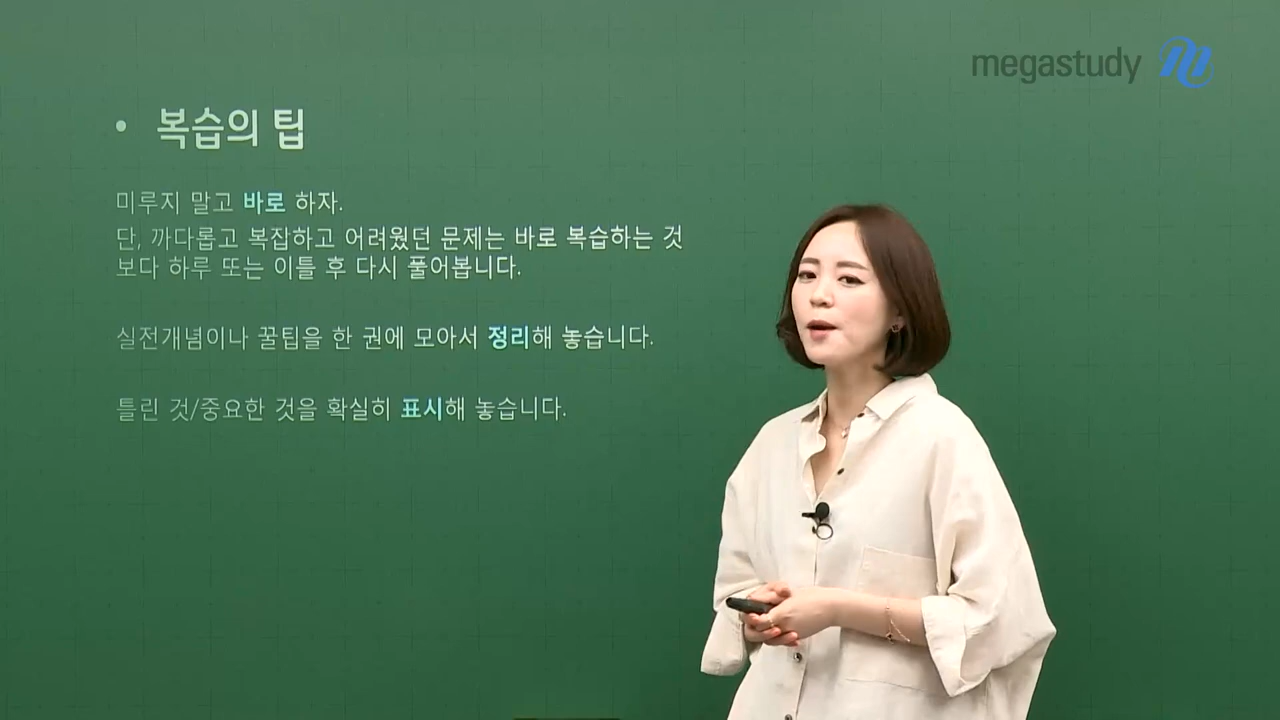 megastudy
• 복습의 팁
미루지 말고 바로 하자.
단, 까다롭고 복잡하고 어려웠던 문제는 바로 복습하는 것
보다 하루 또는 이틀 후 다시 풀어봅니다.
실전개념이나 꿀팁을 한 권에 모아서 정리해 놓습니다.
틀린 것/중요한 것을 확실히 표시해 놓습니다.